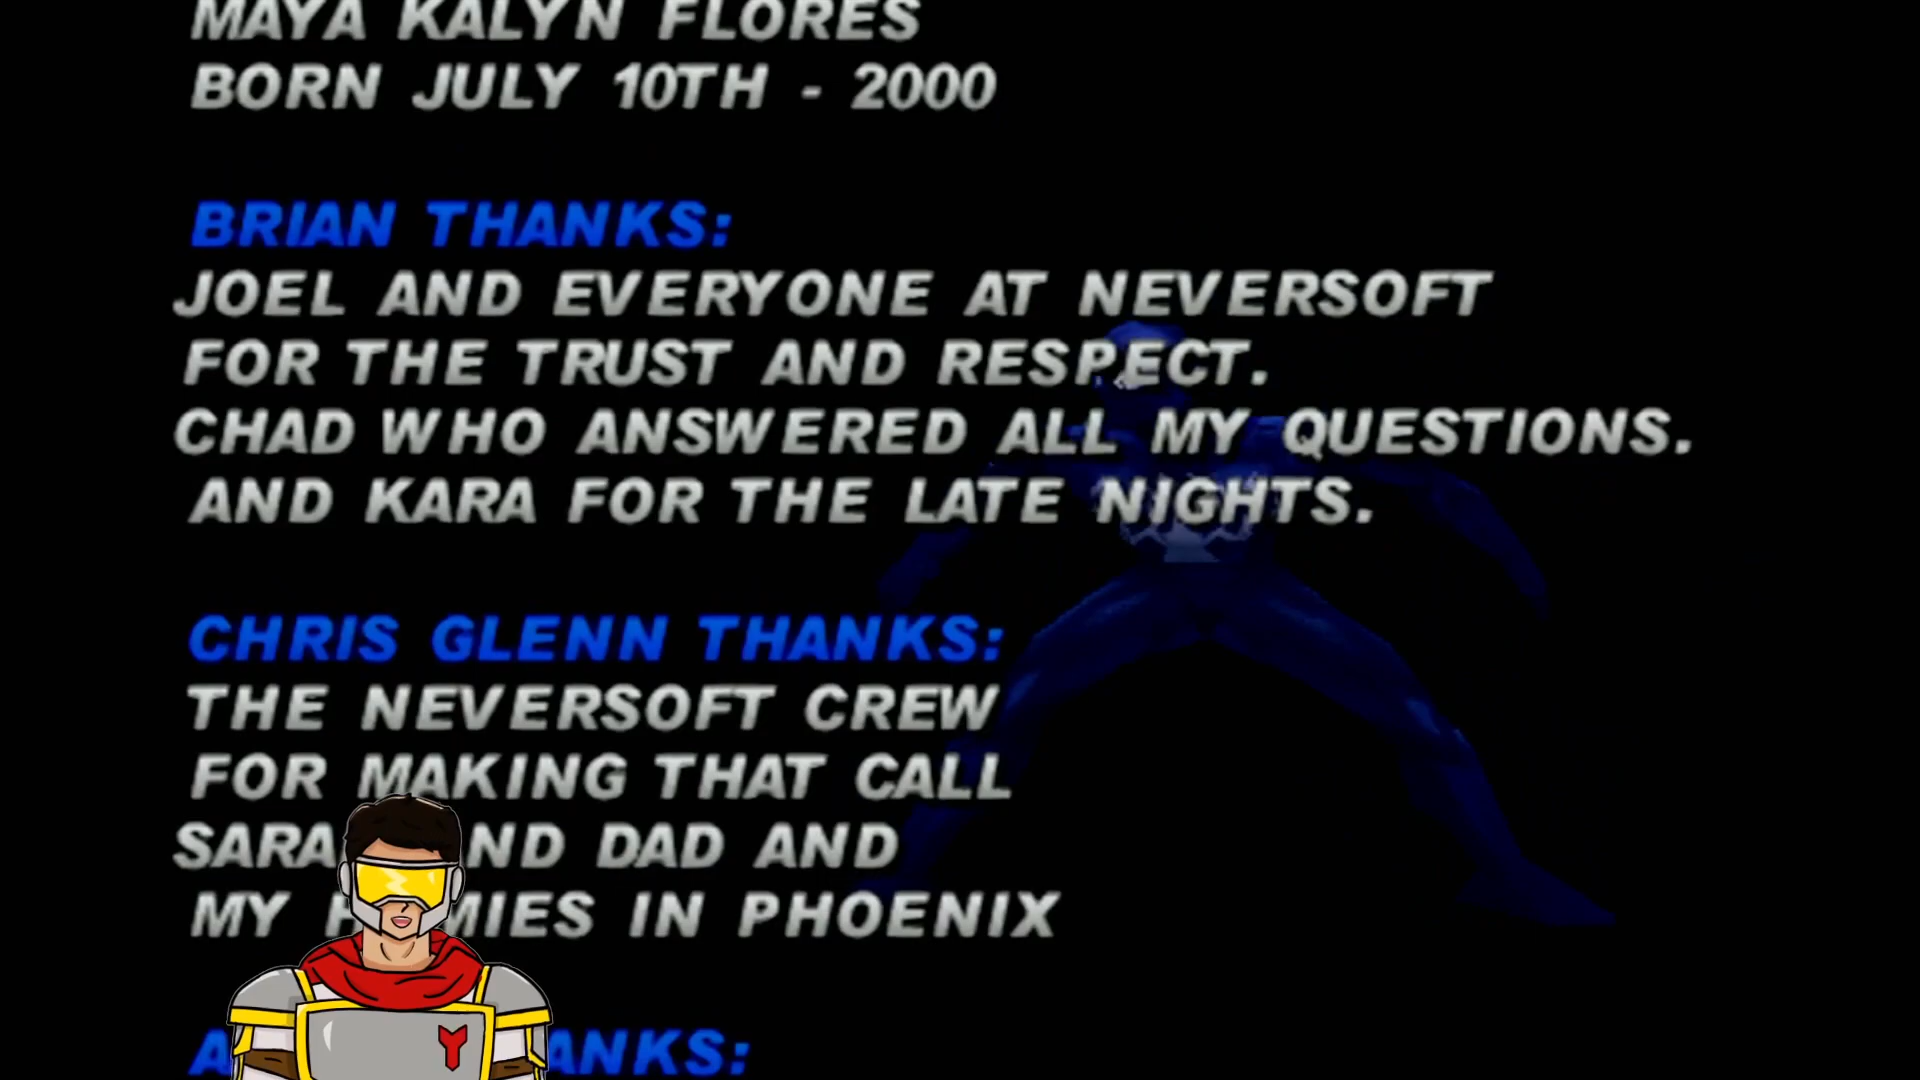 MAYA KALYN FLORES
BORN JULY 10TH - 2000
BRIAN THANKS:
JOEL AND EVERYONE AT NEVERSOFT
FOR THE TRUST AND RESPECT.
CHAD WHO ANSWERED ALL MY QUESTIONS.
AND KARA FOR THE LATE NIGHTS.
CHRIS GLENN THANKS:
THE NEVERSOFT CREW
FOR MAKING THAT CALL
DAD AND
MY IN PHOENIX